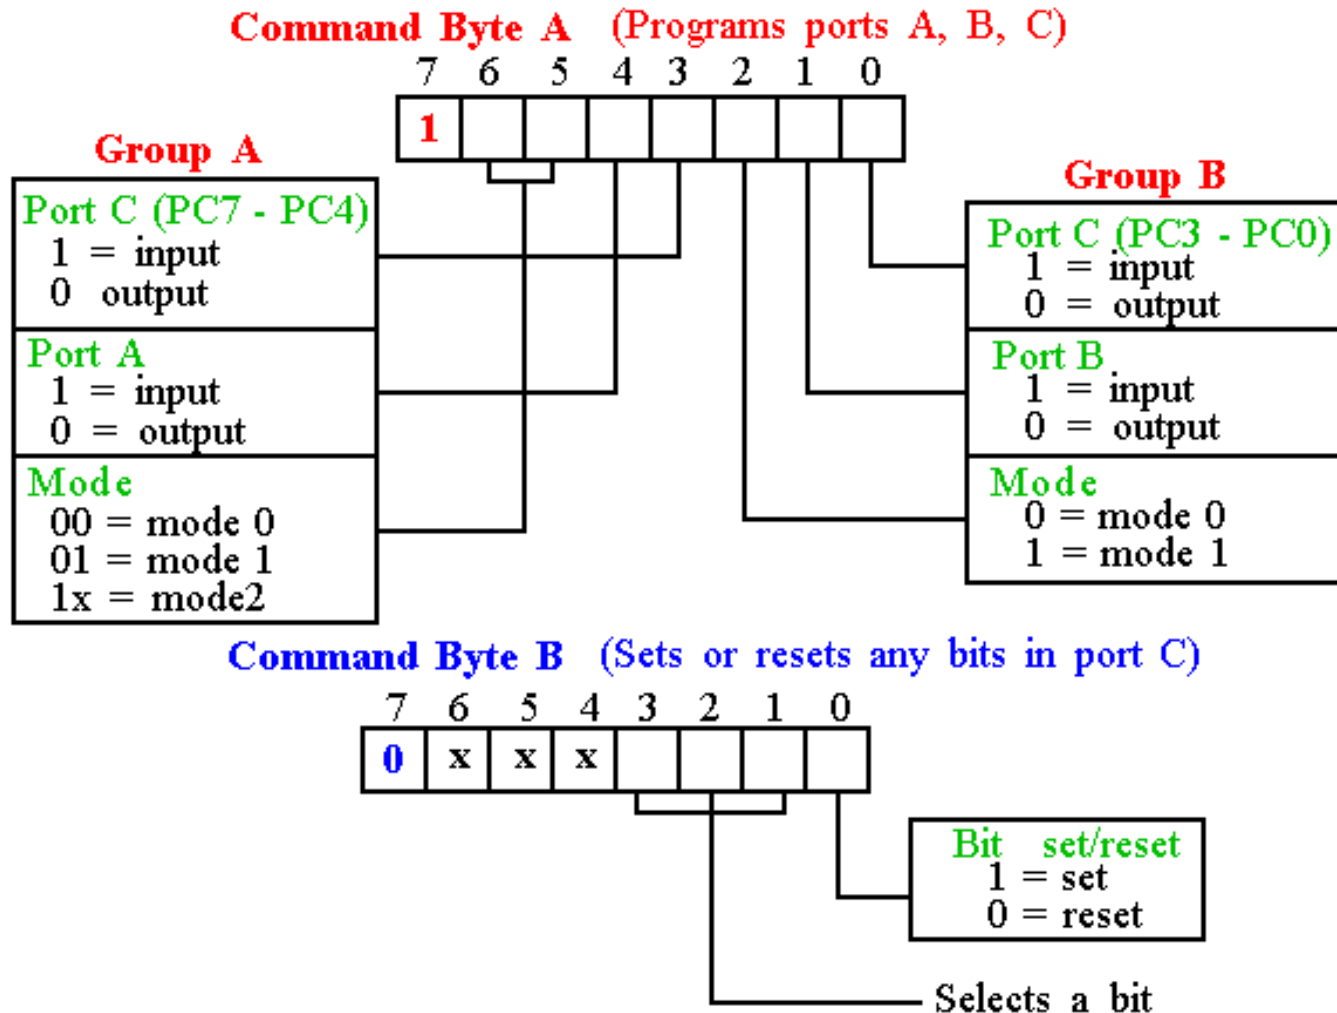 Command Byte A (Programs ports A, B, C)
7 6 5 4 3 2 1 0
1
Group A
Port C (PC7 - PC4)
1 = input
0 output
Port A
1 = input
0 = output
Mode
00 = mode 0
01 = mode 1
1x = mode2
Group B
Port C (PC3 - PC0)
1 = input
0 = output
Port B
1 = input
0 = output
Mode
0 = mode 0
1 = mode 1
Command Byte B (Sets or resets any bits in port C)
7 6 5 4 3 2 1 0
0 x x x
Bit set/reset
1 = set
0 = reset
Selects a bit